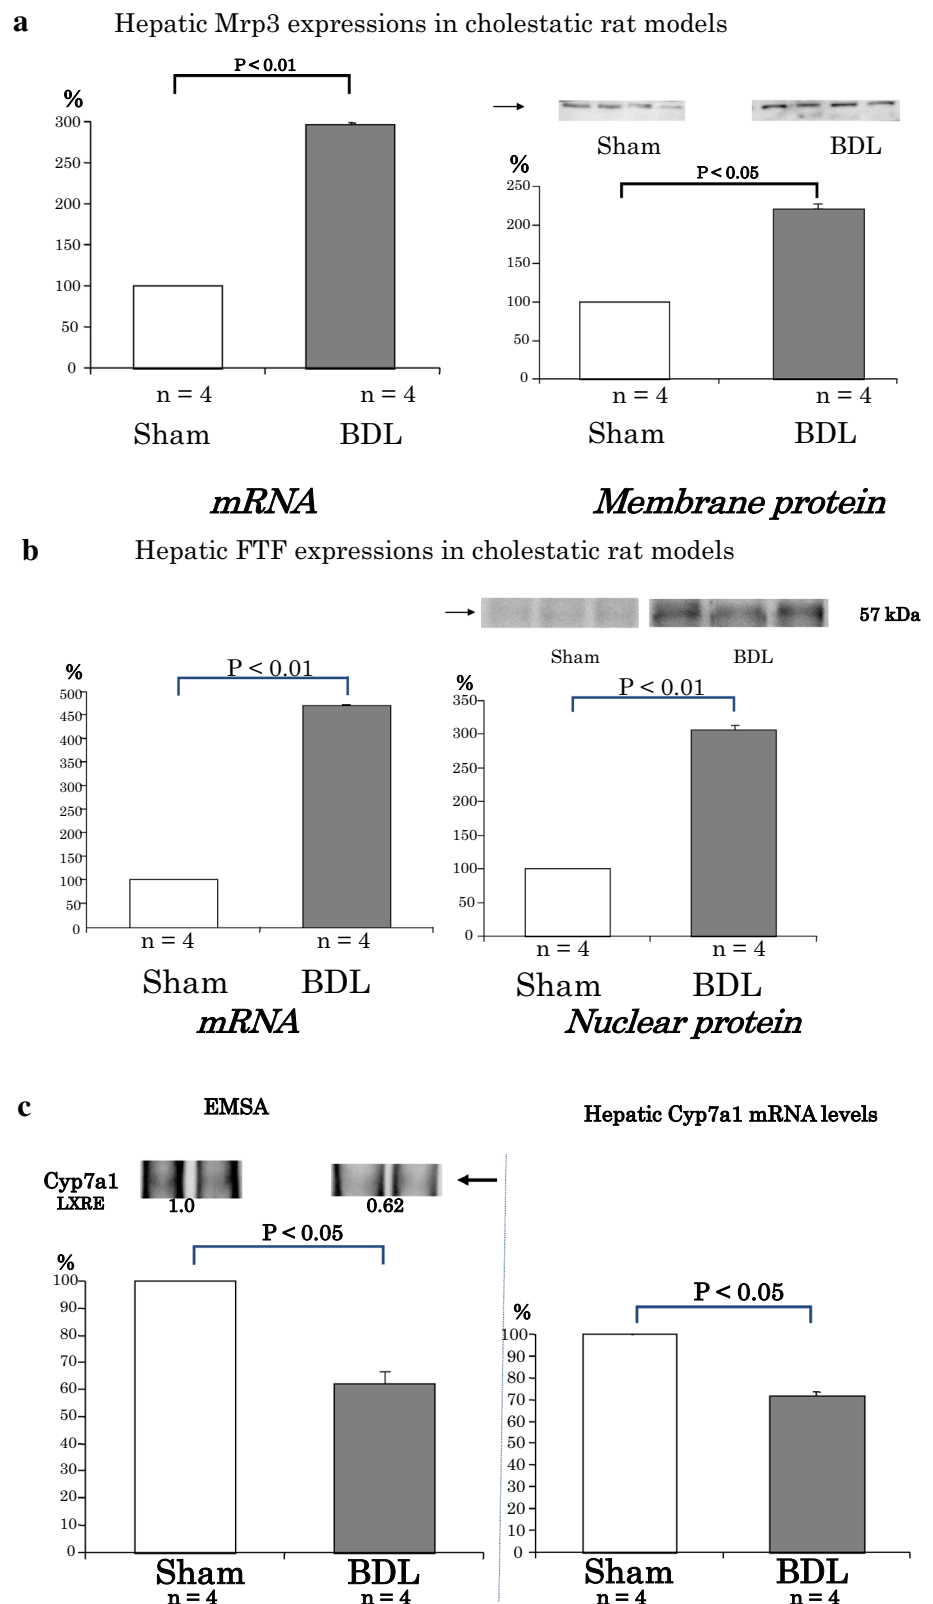 a
Hepatic Mrp3 expressions in cholestatic rat models
P < 0.01
%
300
250
200
150
100
50
0
n = 4
n = 4
Sham
BDL
mRNA
Sham
BDL
%
P < 0.05
250
200
150
100
50
0
n = 4
n = 4
Sham
BDL
Membrane protein
b
Hepatic FTF expressions in cholestatic rat models
P < 0.01
%
500
450
400
350
300
250
200
150
100
50
0
n = 4
n = 4
Sham
BDL
mRNA
57 kDa
Sham
BDL
%
P < 0.01
350
300
250
200
150
100
50
0
n = 4
n = 4
Sham
BDL
Nuclear protein
c
EMSA
Cyp7a1
LXRE
1.0
0.62
P < 0.05
%
100
90
80
70
60
50
40
30
20
10
0
Sham
BDL
n = 4
n = 4
Hepatic Cyp7a1 mRNA levels
P < 0.05
%
100
90
80
70
60
50
40
30
20
10
0
Sham
BDL
n = 4
n = 4